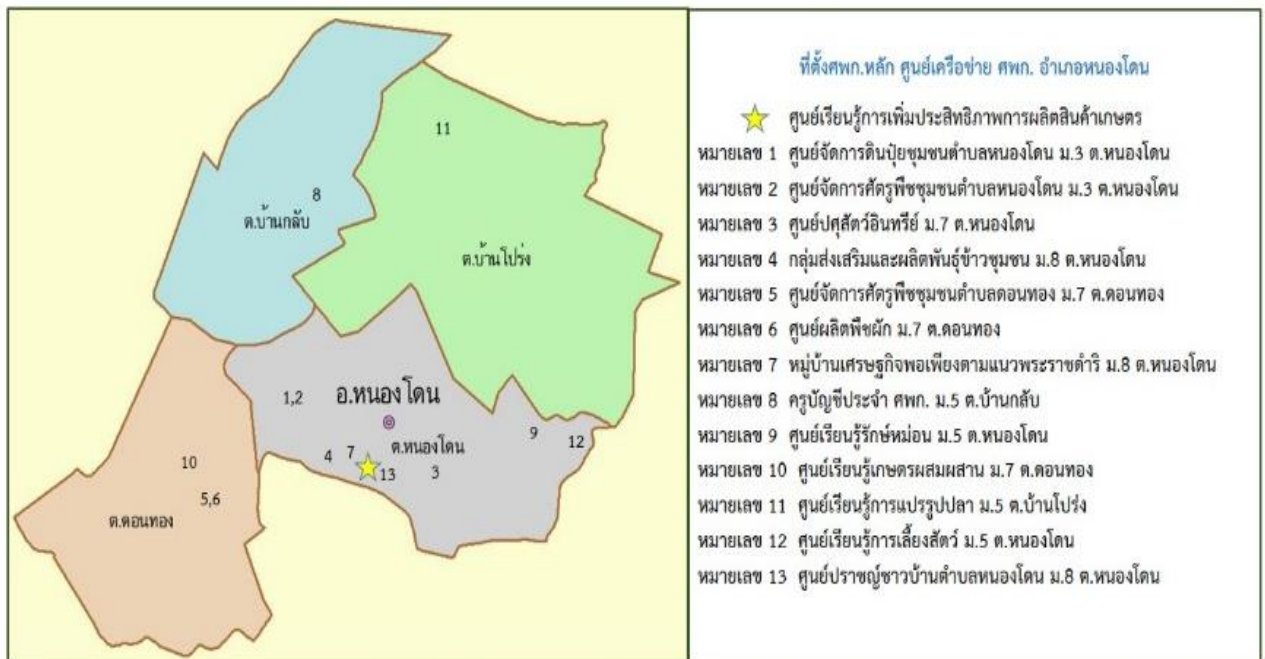 11
8
ต.บ้านกลับ
ต.บ้านโปร่ง
1,2
อ.หนองโดน
ต.หนองโดน
9
12
4
7
13
3
10
5,6
ต.ดอนทอง
ที่ตั้งศพก.หลัก ศูนย์เครือข่าย ศพก. อำเภอหนองโดน
ศูนย์เรียนรู้การเพิ่มประสิทธิภาพการผลิตสินค้าเกษตร
หมายเลข 1 ศูนย์จัดการดินปุ๋ยชุมชนตำบลหนองโดน ม.3 ต.หนองโดน
หมายเลข 2 ศูนย์จัดการศัตรูพืชชุมชนตำบลหนองโดน ม.3 ต.หนองโดน
หมายเลข 3 ศูนย์ปศุสัตว์อินทรีย์ ม.7 ต.หนองโดน
หมายเลข 4 กลุ่มส่งเสริมและผลิตพันธุ์ข้าวชุมชน ม.8 ต.หนองโดน
หมายเลข 5 ศูนย์จัดการศัตรูพืชชุมชนตำบลดอนทอง ม.7 ต.ดอนทอง
หมายเลข 6 ศูนย์ผลิตพืชผัก ม.7 ต.ดอนทอง
หมายเลข 7 หมู่บ้านเศรษฐกิจพอเพียงตามแนวพระราชดำริ ม.8 ต.หนองโดน
หมายเลข 8 ครูบัญชีประจำ ศพก. ม.5 ต.บ้านกลับ
หมายเลข 9 ศูนย์เรียนรู้รักษ์หม่อน ม.5 ต.หนองโดน
หมายเลข 10 ศูนย์เรียนรู้เกษตรผสมผสาน ม.7 ต.ดอนทอง
หมายเลข 11 ศูนย์เรียนรู้การแปรรูปปลา ม.5 ต.บ้านโปร่ง
หมายเลข 12 ศูนย์เรียนรู้การเลี้ยงสัตว์ ม.5 ต.หนองโดน
หมายเลข 13 ศูนย์ปราชญ์ชาวบ้านตำบลหนองโดน ม.8 ต.หนองโดน